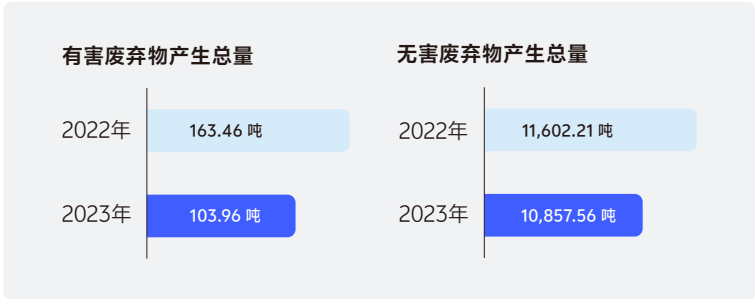 有害废弃物产生总量
2022年
163.46 吨
2023年
103.96 吨
无害废弃物产生总量
2022年
11,602.21 吨
2023年
10,857.56 吨